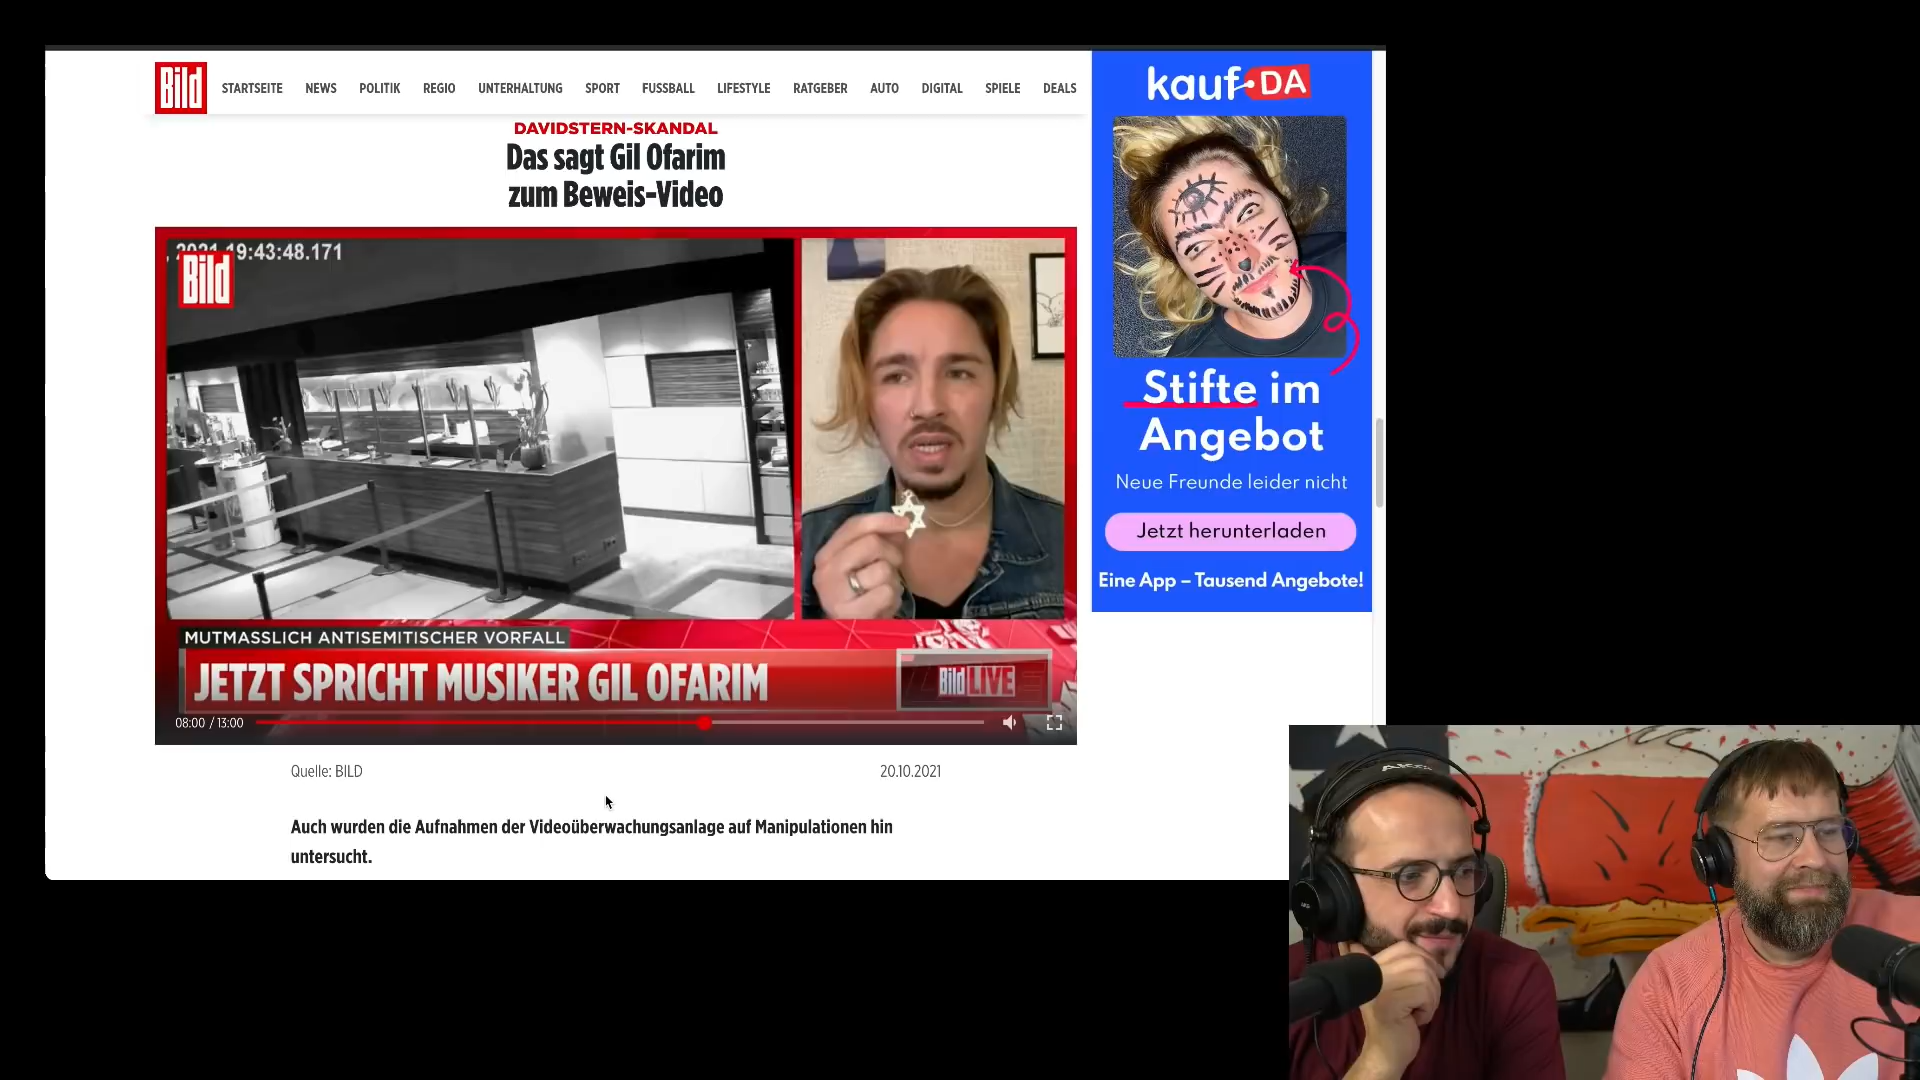 Bild
STARTSEITE NEWS POLITIK REGIO UNTERHALTUNG SPORT FUSSBALL LIFESTYLE RATGEBER AUTO DIGITAL SPIELE DEALS
DAVIDSTERN-SKANDAL
Das sagt Gil Ofarim
zum Beweis-Video
19:43:48.171
Bild
MUTMASSLICH ANTISEMITISCHER VORFALL
JETZT SPRICHT MUSIKER GIL OFARIM
Bild LIVE
08:00 / 13:00
Quelle: BILD
20.10.2021
Auch wurden die Aufnahmen der Videoüberwachungsanlage auf Manipulationen hin
untersucht.
kaufDA
Stifte im
Angebot
Neue Freunde leider nicht
Jetzt herunterladen
Eine App – Tausend Angebote!